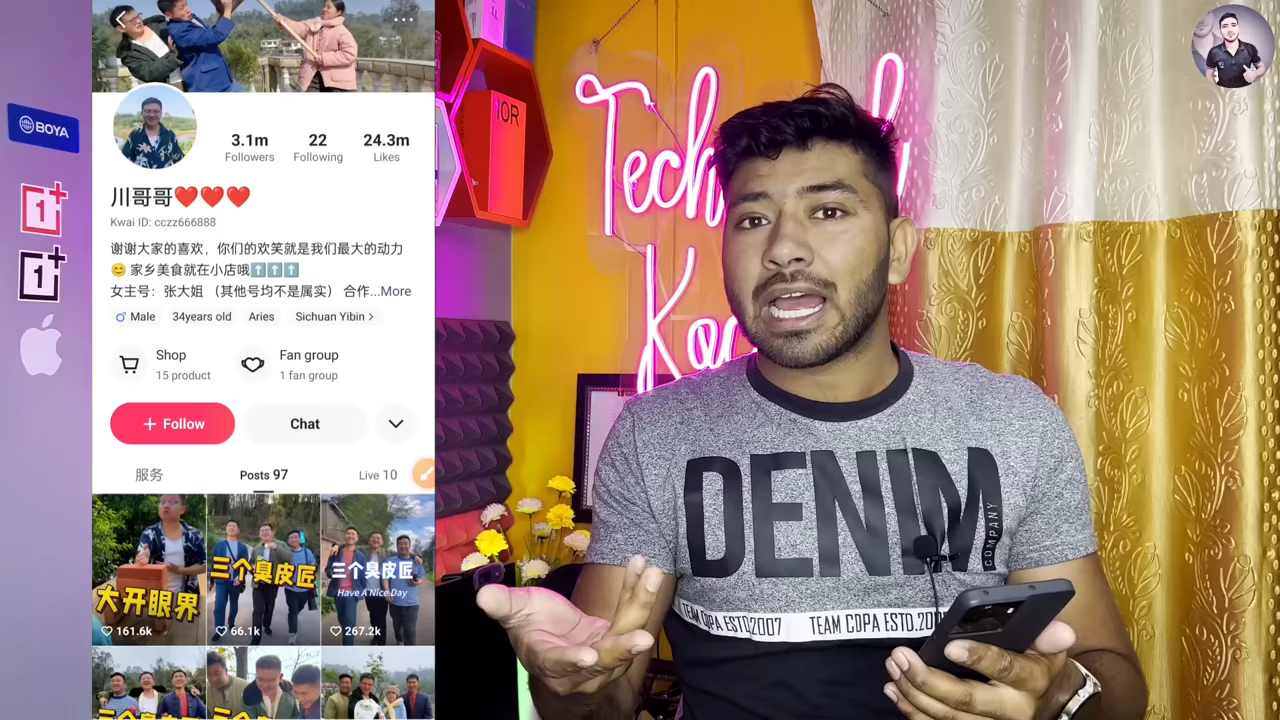 BOYA
1+
1+
3.1m
Followers
22
Following
24.3m
Likes
川哥哥❤️❤️❤️
Kwai ID: cczz666888
谢谢大家的喜欢，你们的欢笑就是我们最大的动力
😊 家乡美食就在小店哦⬆️⬆️⬆️
女主号：张大姐 （其他号均不是属实） 合作...More
Male
34years old
Aries
Sichuan Yibin >
Shop
15 product
Fan group
1 fan group
+ Follow
Chat
服务
Posts 97
Live 10
大开眼界
161.6k
三个臭皮匠
66.1k
三个臭皮匠
Have A Nice Day
267.2k
IOR
Tech
DENIM
COMPANY
ESTD.2007
TEAM CDPA ESTD.200